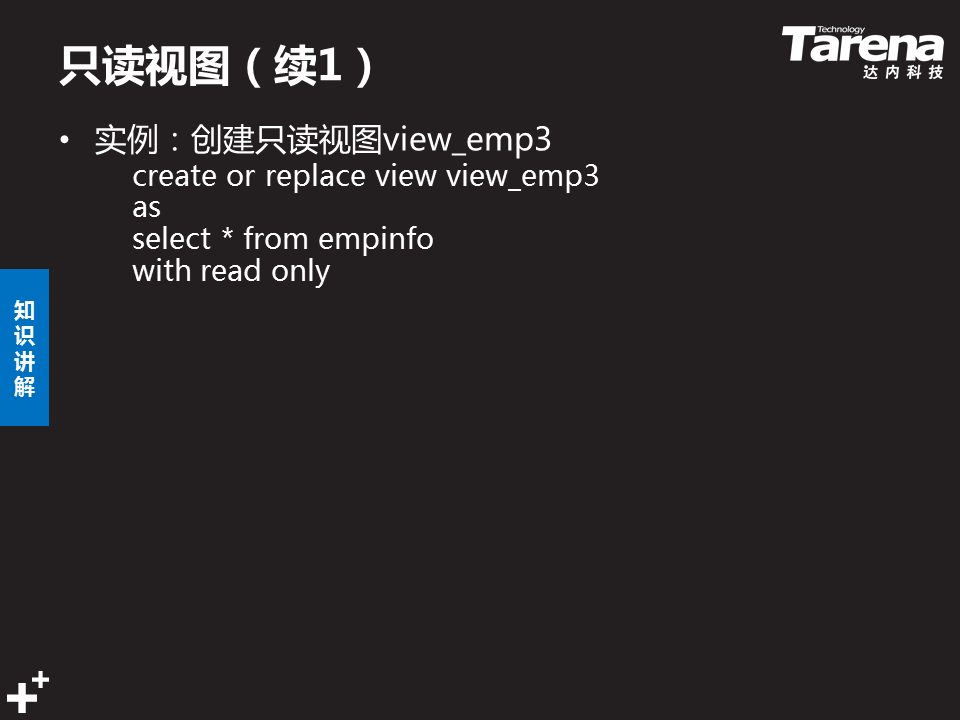 只读视图（续1）
Technology
Tarena
达内科技
• 实例：创建只读视图view_emp3
create or replace view view_emp3
as
select * from empinfo
with read only
知
识
讲
解